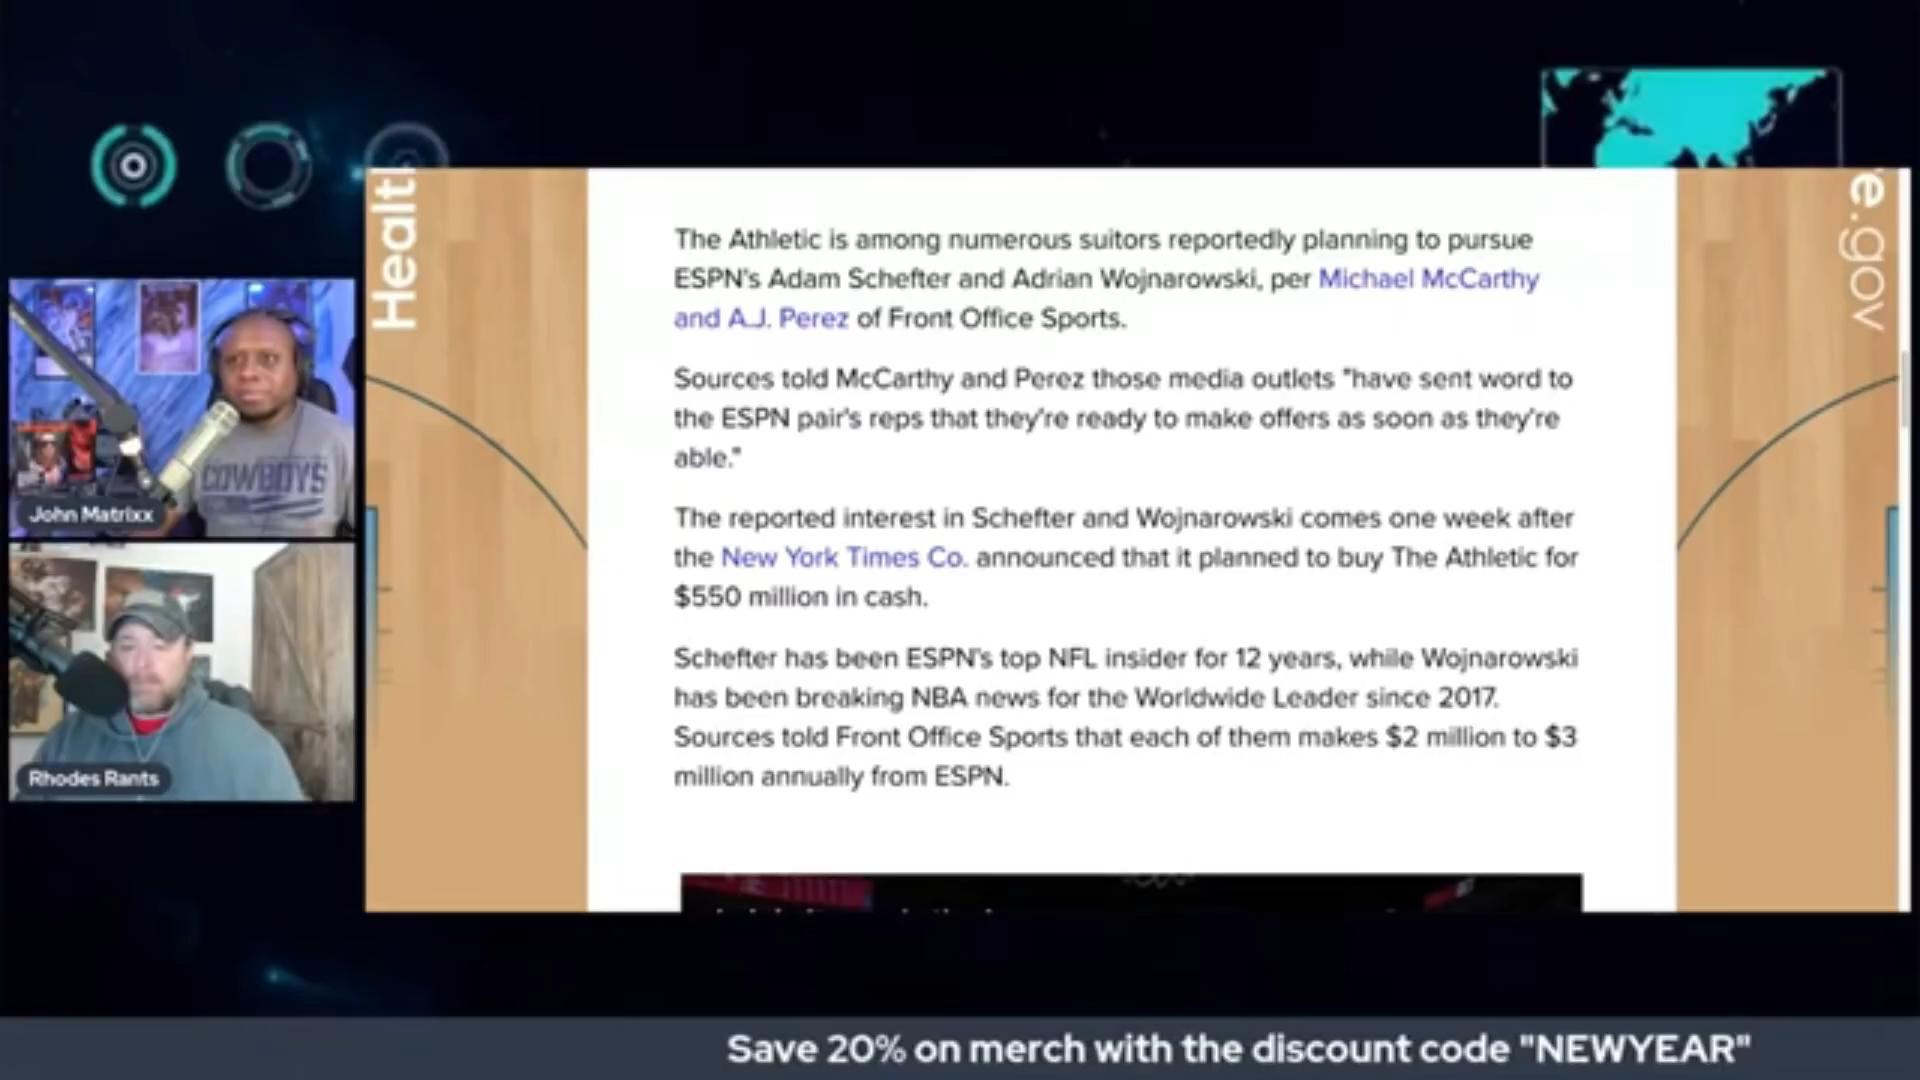 Healt
e.gov
The Athletic is among numerous suitors reportedly planning to pursue
ESPN's Adam Schefter and Adrian Wojnarowski, per Michael McCarthy
and A.J. Perez of Front Office Sports.
Sources told McCarthy and Perez those media outlets "have sent word to
the ESPN pair's reps that they're ready to make offers as soon as they're
able."
The reported interest in Schefter and Wojnarowski comes one week after
the New York Times Co. announced that it planned to buy The Athletic for
$550 million in cash.
Schefter has been ESPN's top NFL insider for 12 years, while Wojnarowski
has been breaking NBA news for the Worldwide Leader since 2017.
Sources told Front Office Sports that each of them makes $2 million to $3
million annually from ESPN.
COWBOYS
John Matrixx
Rhodes Rants
Save 20% on merch with the discount code "NEWYEAR"